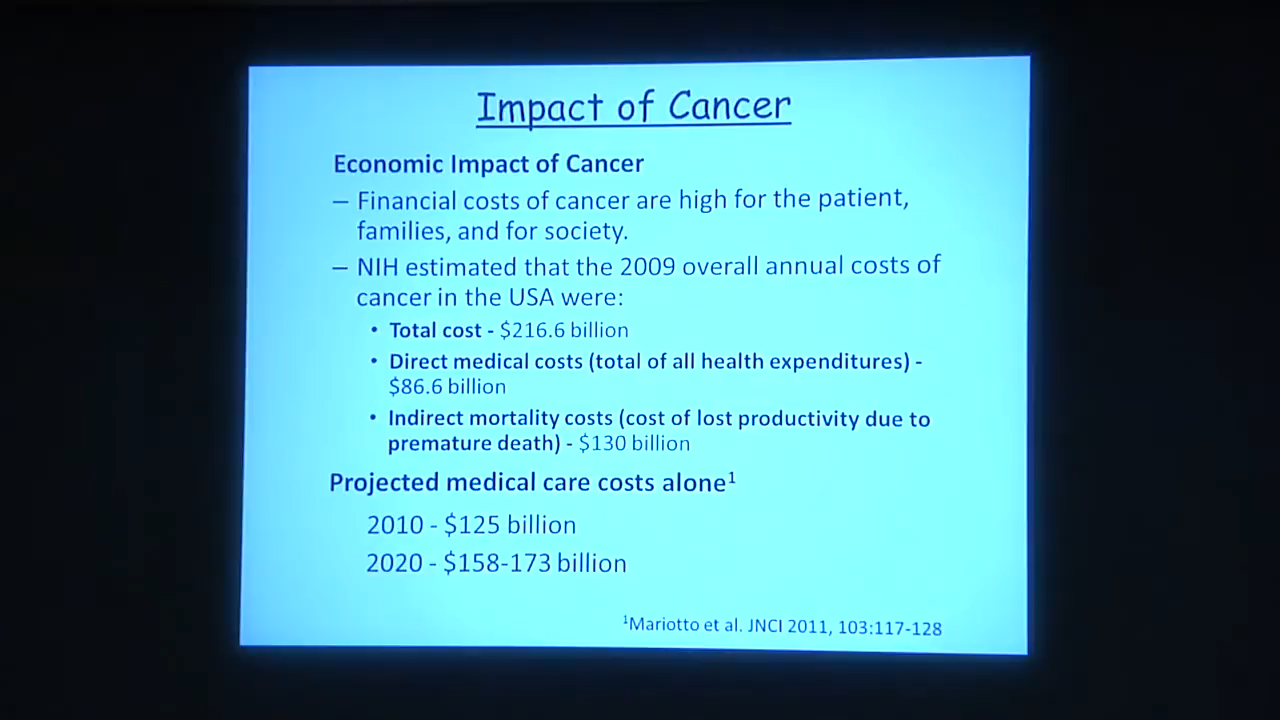 Impact of Cancer
Economic Impact of Cancer
– Financial costs of cancer are high for the patient,
families, and for society.
– NIH estimated that the 2009 overall annual costs of
cancer in the USA were:
• Total cost - $216.6 billion
• Direct medical costs (total of all health expenditures) -
$86.6 billion
• Indirect mortality costs (cost of lost productivity due to
premature death) - $130 billion
Projected medical care costs alone¹
2010 - $125 billion
2020 - $158-173 billion
¹Mariotto et al. JNCI 2011, 103:117-128